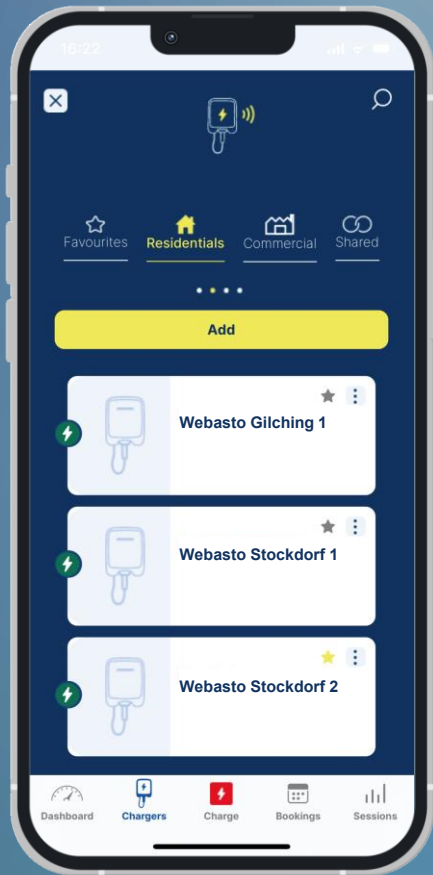 16:22
Favourites
Residentials
Commercial
Shared
Add
Webasto Gilching 1
Webasto Stockdorf 1
Webasto Stockdorf 2
Dashboard
Chargers
Charge
Bookings
Sessions